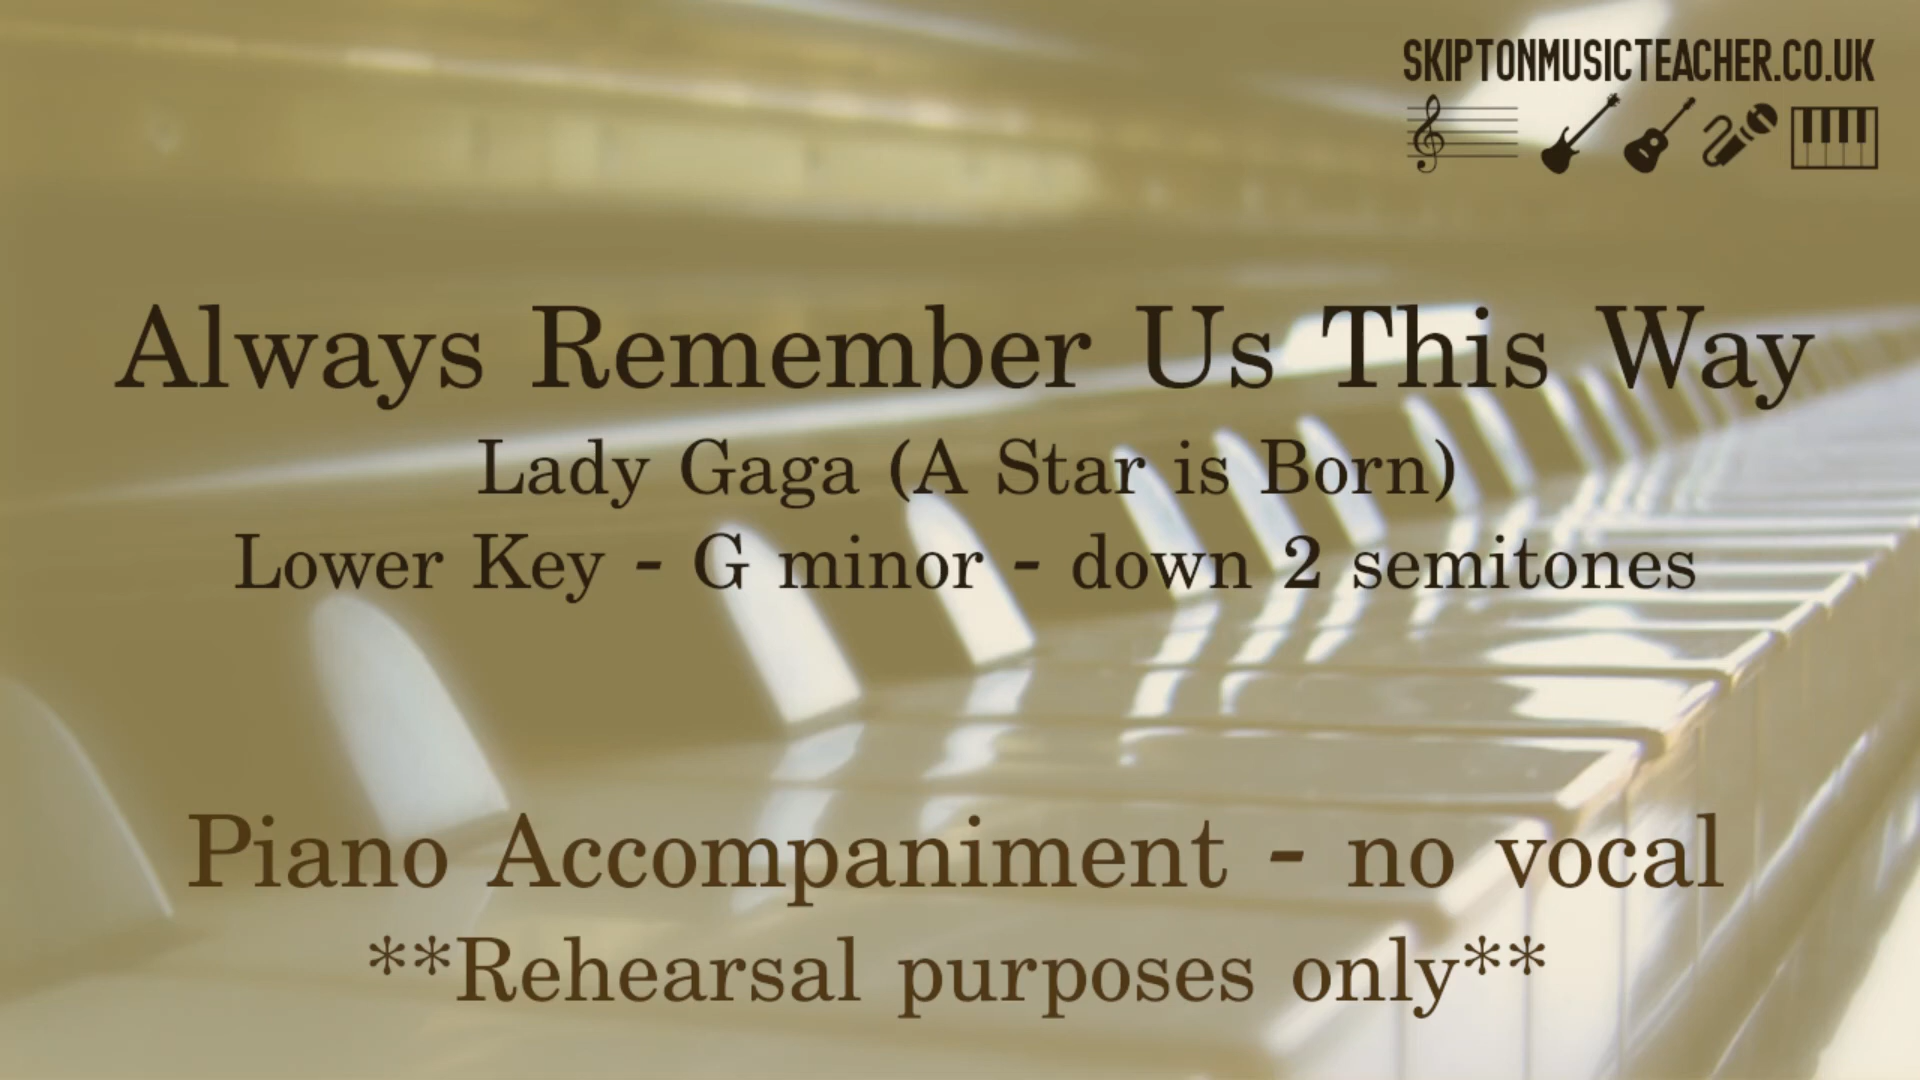 SKIPTONMUSICTEACHER.CO.UK
Always Remember Us This Way
Lady Gaga (A Star is Born)
Lower Key - G minor - down 2 semitones
Piano Accompaniment - no vocal
**Rehearsal purposes only**